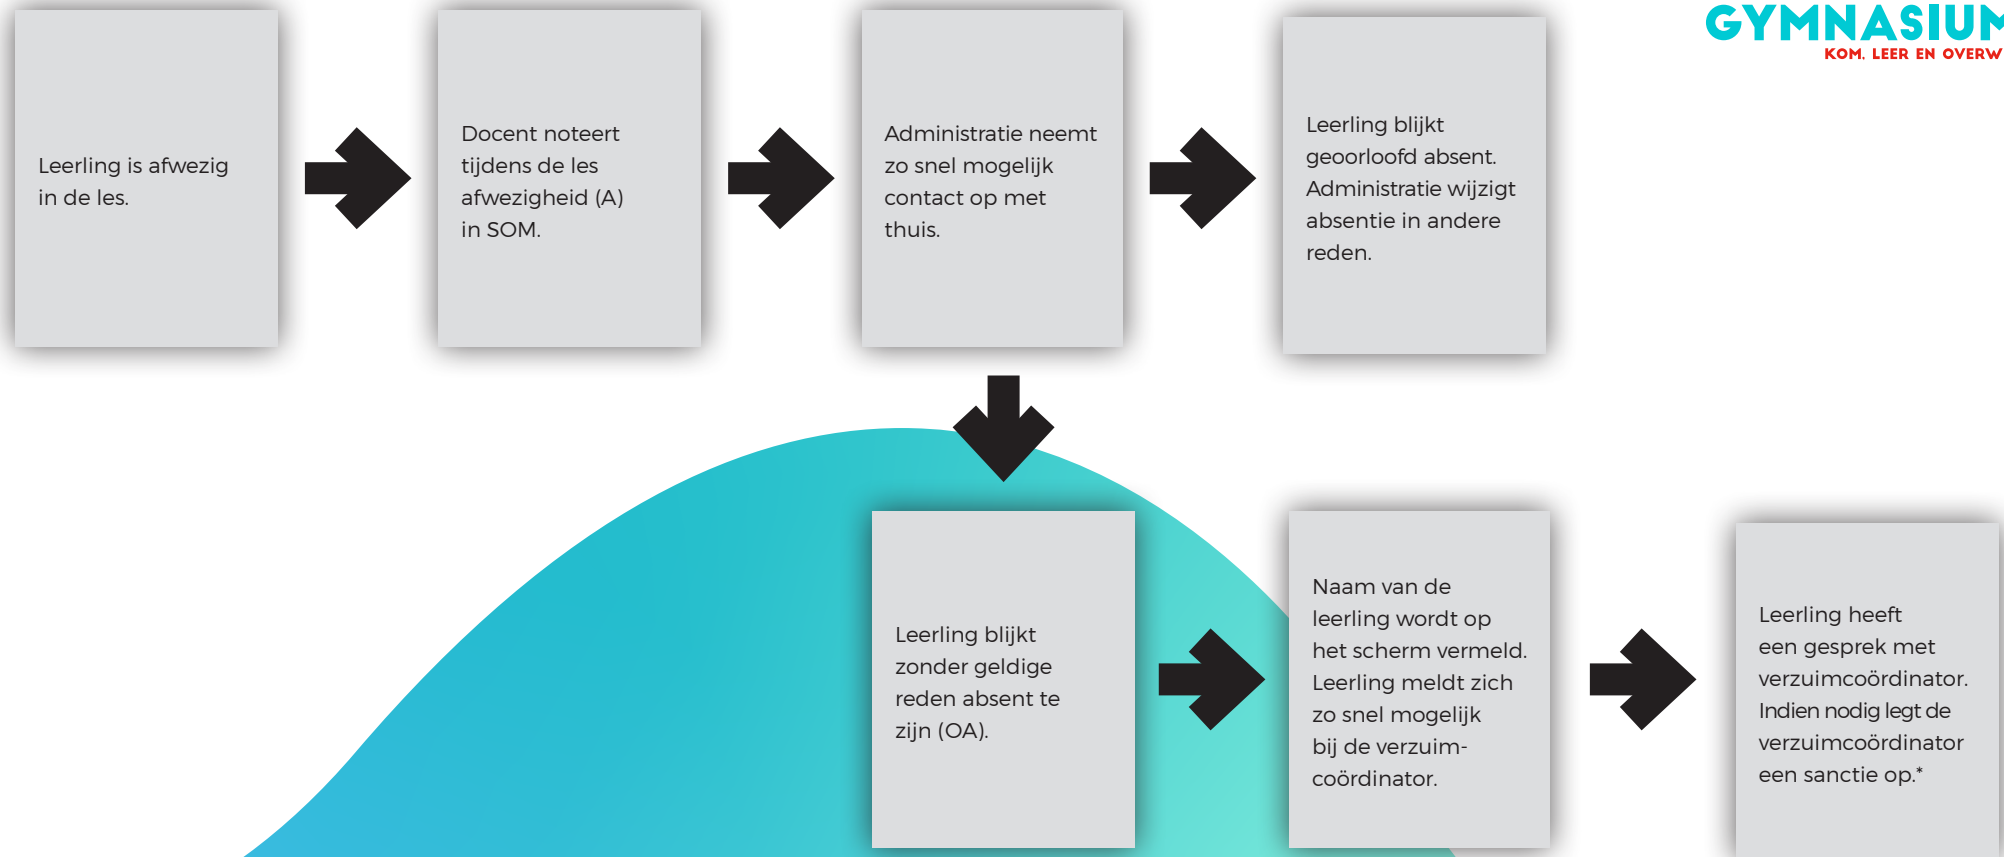 GYMNASIUM
KOM, LEER EN
Leerling is afwezig
in de les.
Docent noteert
tijdens de les
afwezigheid (A)
in SOM.
Administratie neemt
zo snel mogelijk
contact op met
thuis.
Leerling blijkt
geoorloofd absent.
Administratie wijzigt
absentie in andere
reden.
Leerling blijkt
zonder geldige
reden absent te
zijn (OA).
Naam van de
leerling wordt op
het scherm vermeld.
Leerling meldt zich
zo snel mogelijk
bij de verzuim-
coördinator.
Leerling heeft
een gesprek met
verzuimcoördinator.
Indien nodig legt de
verzuimcoördinator
een sanctie op.*